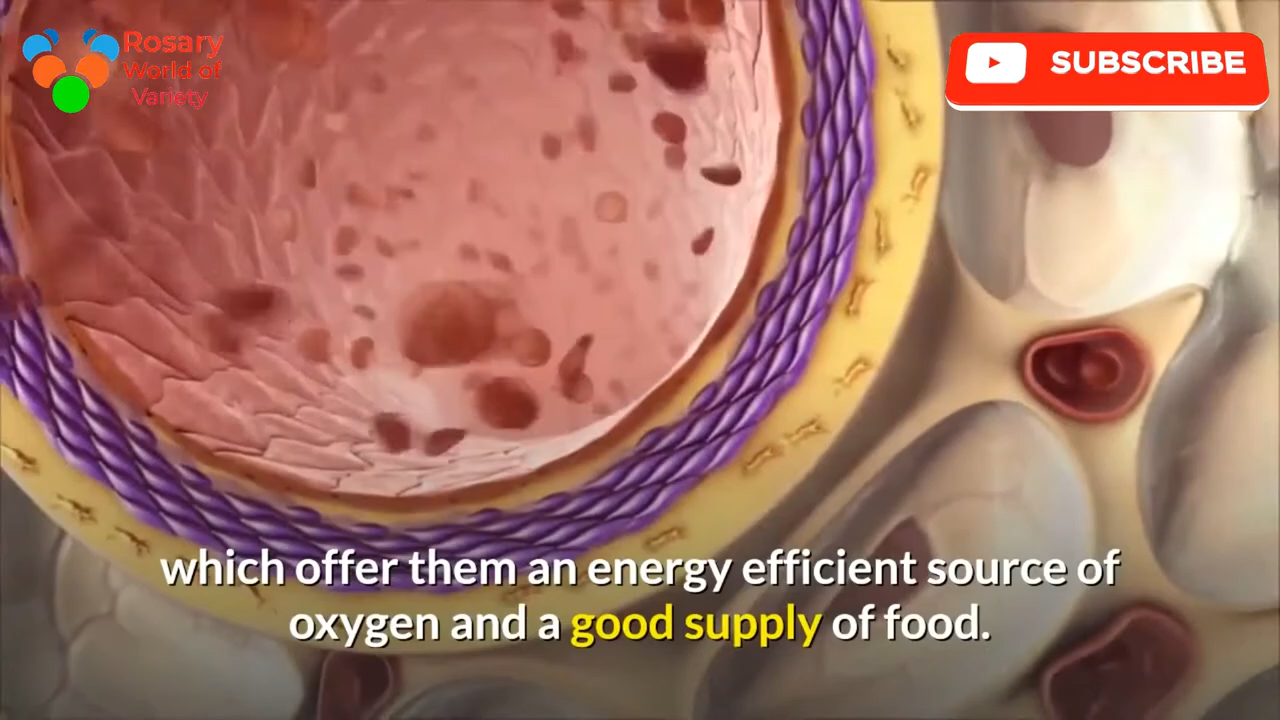 Rosary
World of
Variety
SUBSCRIBE
which offer them an energy efficient source of
oxygen and a good supply of food.